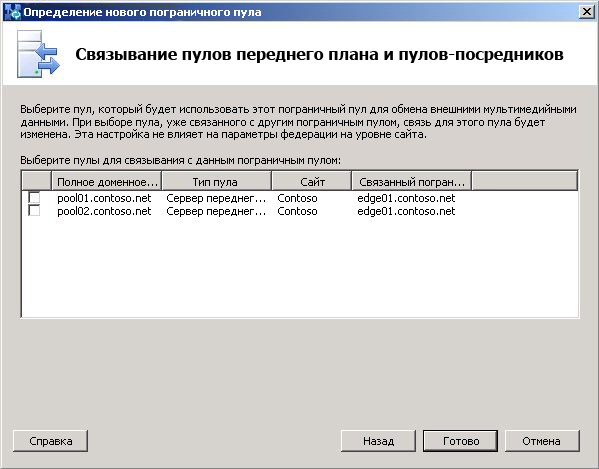 Определение нового пограничного пула
Связывание пулов переднего плана и пулов-посредников
Выберите пул, который будет использовать этот пограничный пул для обмена внешними мультимедийными
данными. При выборе пула, уже связанного с другим пограничным пулом, связь для этого пула будет
изменена. Эта настройка не влияет на параметры федерации на уровне сайта.
Выберите пулы для связывания с данным пограничным пулом:
Полное доменное... Тип пула Сайт Связанный погран...
pool01.contoso.net Сервер переднег... Contoso edge01.contoso.net
pool02.contoso.net Сервер переднег... Contoso edge01.contoso.net
Справка Назад Готово Отмена